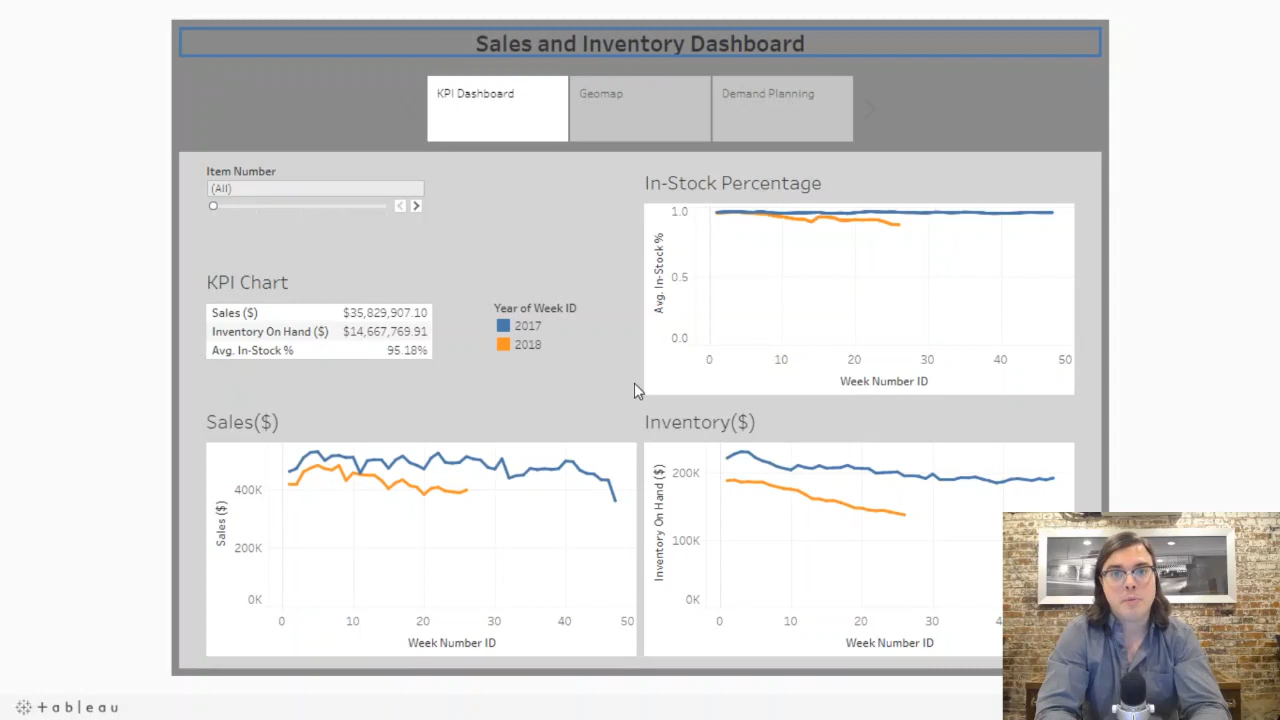 Sales and Inventory Dashboard
KPI Dashboard
Geomap
Demand Planning
Item Number
(All)
KPI Chart
Sales ($) $35,829,907.10
Inventory On Hand ($) $14,667,769.91
Avg. In-Stock % 95.18%
Year of Week ID
2017
2018
In-Stock Percentage
Avg. In-Stock %
1.0
0.5
0.0
0 10 20 30 40 50
Week Number ID
Sales($)
Sales ($)
400K
200K
0K
0 10 20 30 40 50
Week Number ID
Inventory($)
Inventory On Hand ($)
200K
100K
0K
0 10 20 30 4
Week Number ID
+ableau